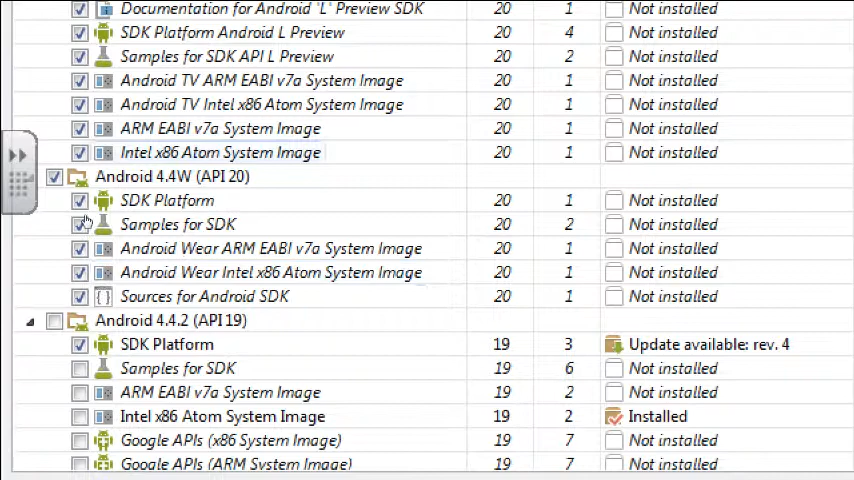 Documentation for Android 'L' Preview SDK 20 1 Not installed
SDK Platform Android L Preview 20 4 Not installed
Samples for SDK API L Preview 20 1 Not installed
Android TV ARM EABI v7a System Image 20 1 Not installed
Android TV Intel x86 Atom System Image 20 1 Not installed
ARM EABI v7a System Image 20 1 Not installed
Intel x86 Atom System Image 20 1 Not installed
Android 4.4W (API 20)
SDK Platform 20 1 Not installed
Samples for SDK 20 2 Not installed
Android Wear ARM EABI v7a System Image 20 1 Not installed
Android Wear Intel x86 Atom System Image 20 1 Not installed
Sources for Android SDK 20 1 Not installed
Android 4.4.2 (API 19)
SDK Platform 19 3 Update available: rev. 4
Samples for SDK 19 6 Not installed
ARM EABI v7a System Image 19 2 Not installed
Intel x86 Atom System Image 19 2 Installed
Google APIs (x86 System Image) 19 7 Not installed
Google APIs (ARM System Image) 19 7 Not installed